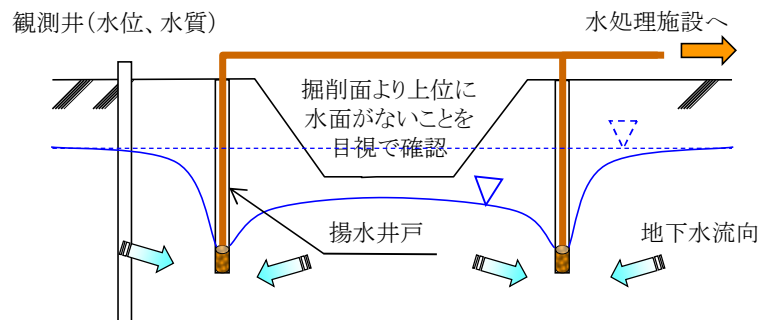 観測井（水位、水質）
水処理施設へ
掘削面より上位に
水面がないことを
目視で確認
揚水井戸
地下水流向